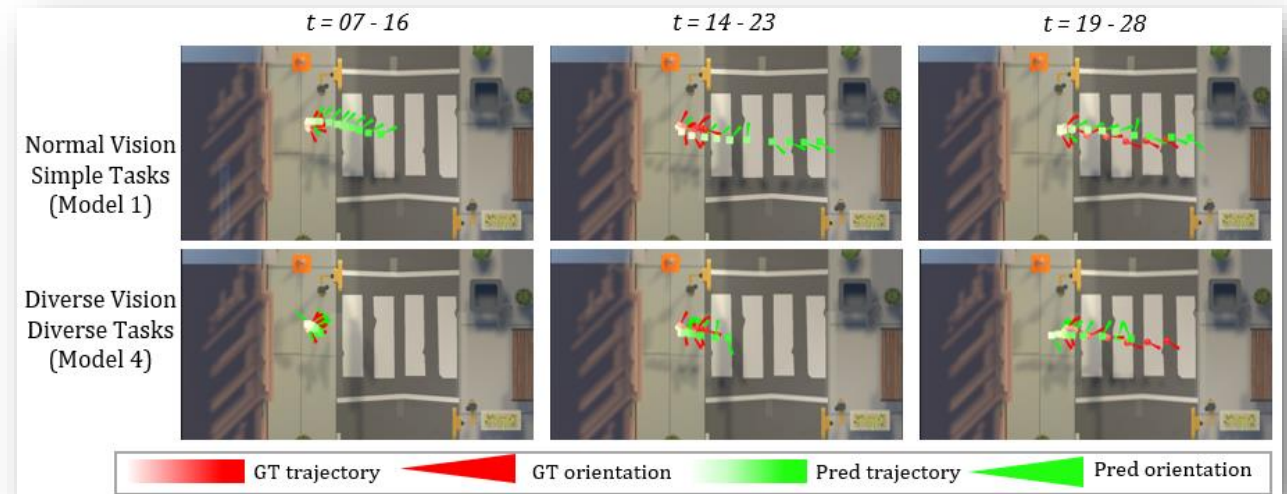 t = 07 - 16
t = 14 - 23
t = 19 - 28
Normal Vision
Simple Tasks
(Model 1)
Diverse Vision
Diverse Tasks
(Model 4)
GT trajectory
GT orientation
Pred trajectory
Pred orientation